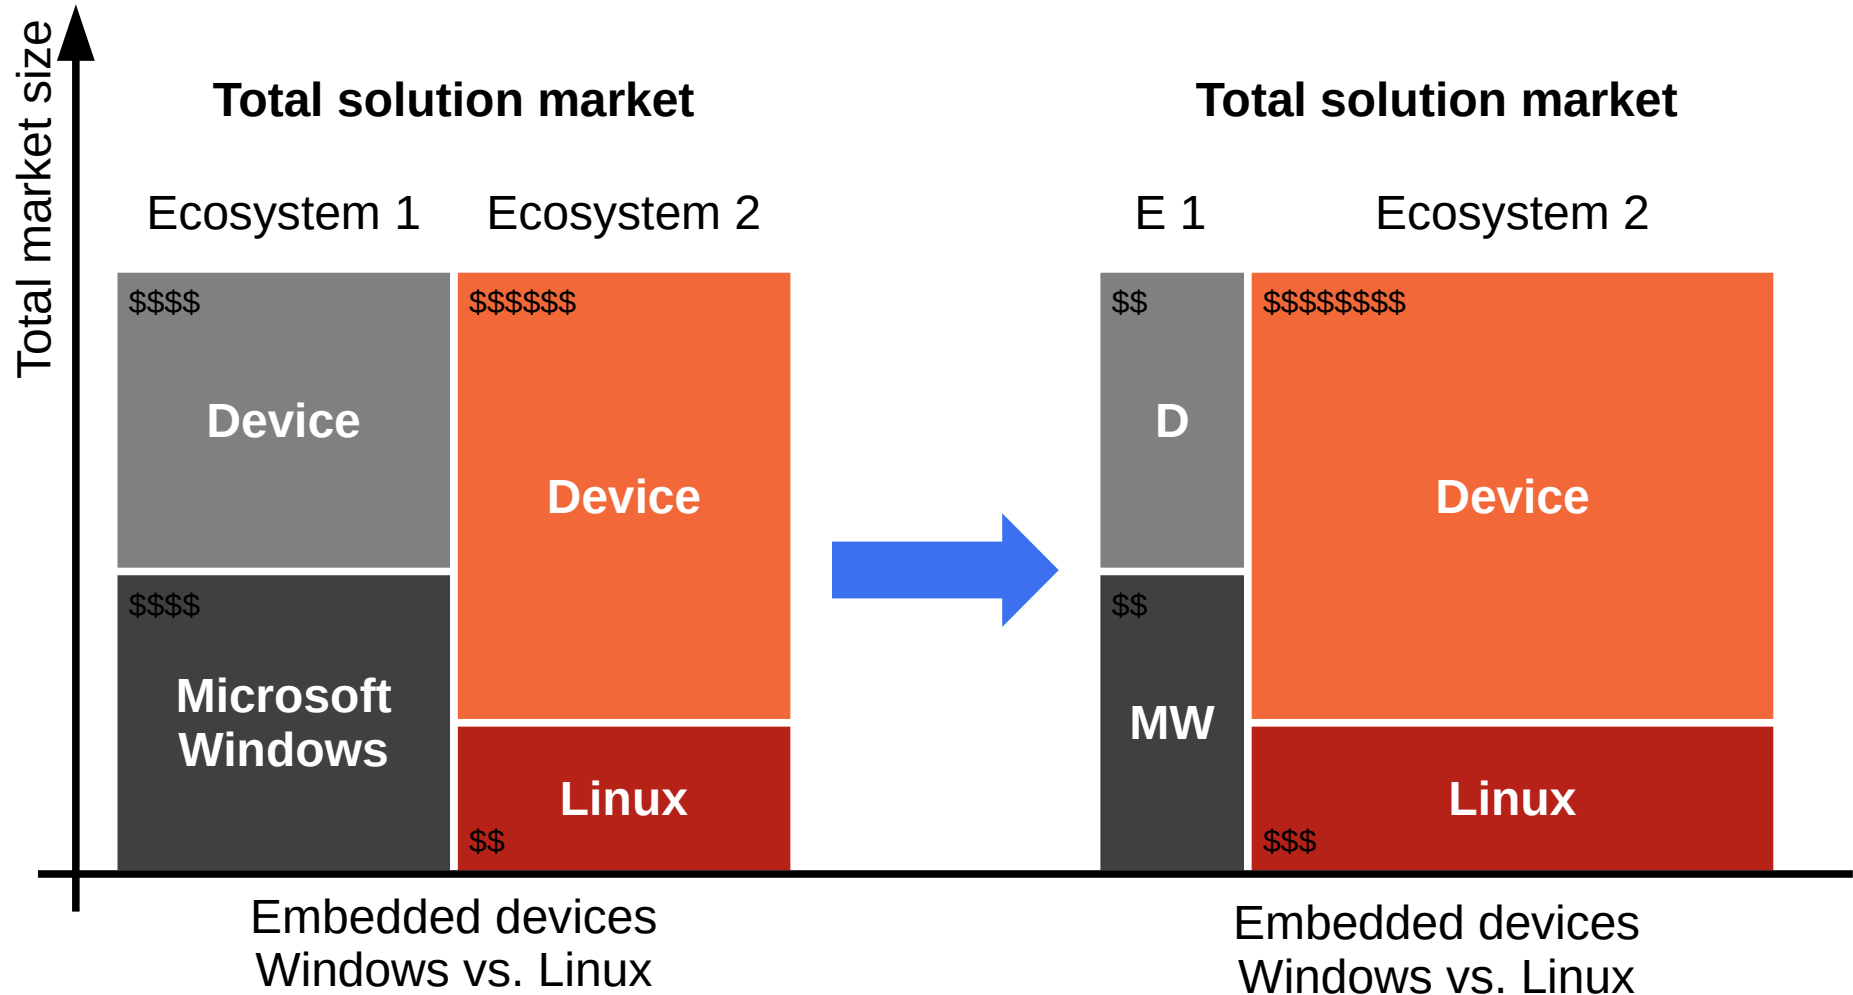 Total market size
Total solution market
Ecosystem 1
Ecosystem 2
$$$$
Device
$$$$
Microsoft
Windows
$$$$$$
Device
Linux
$$
Embedded devices
Windows vs. Linux
Total solution market
E 1
Ecosystem 2
$$
D
$$
MW
$$$$$$$$
Device
Linux
$$$
Embedded devices
Windows vs. Linux